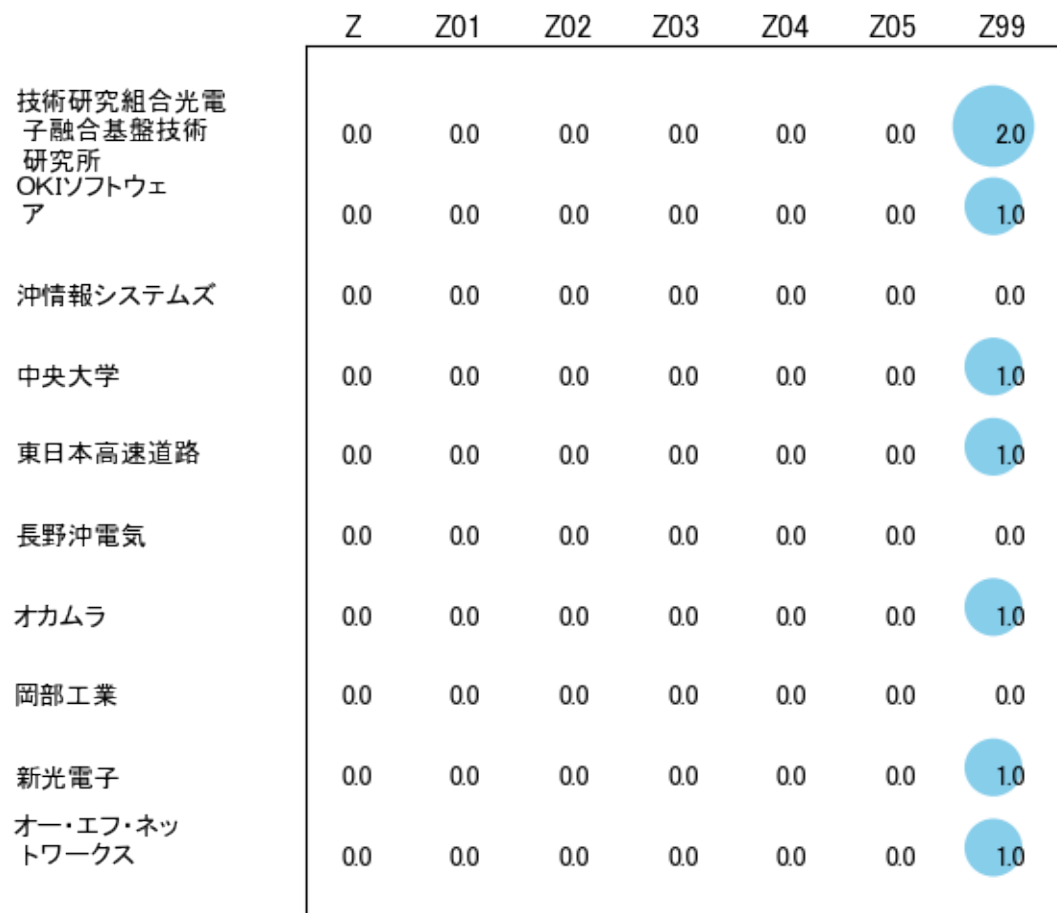 Z Z01 Z02 Z03 Z04 Z05 Z99
技術研究組合光電
子融合基盤技術
研究所
0.0 0.0 0.0 0.0 0.0 0.0 2.0
OKIソフトウェ
ア
0.0 0.0 0.0 0.0 0.0 0.0 1.0
沖情報システムズ 0.0 0.0 0.0 0.0 0.0 0.0 0.0
中央大学 0.0 0.0 0.0 0.0 0.0 0.0 1.0
東日本高速道路 0.0 0.0 0.0 0.0 0.0 0.0 1.0
長野沖電気 0.0 0.0 0.0 0.0 0.0 0.0 0.0
オカムラ 0.0 0.0 0.0 0.0 0.0 0.0 1.0
岡部工業 0.0 0.0 0.0 0.0 0.0 0.0 0.0
新光電子 0.0 0.0 0.0 0.0 0.0 0.0 1.0
オー・エフ・ネッ
トワークス
0.0 0.0 0.0 0.0 0.0 0.0 1.0